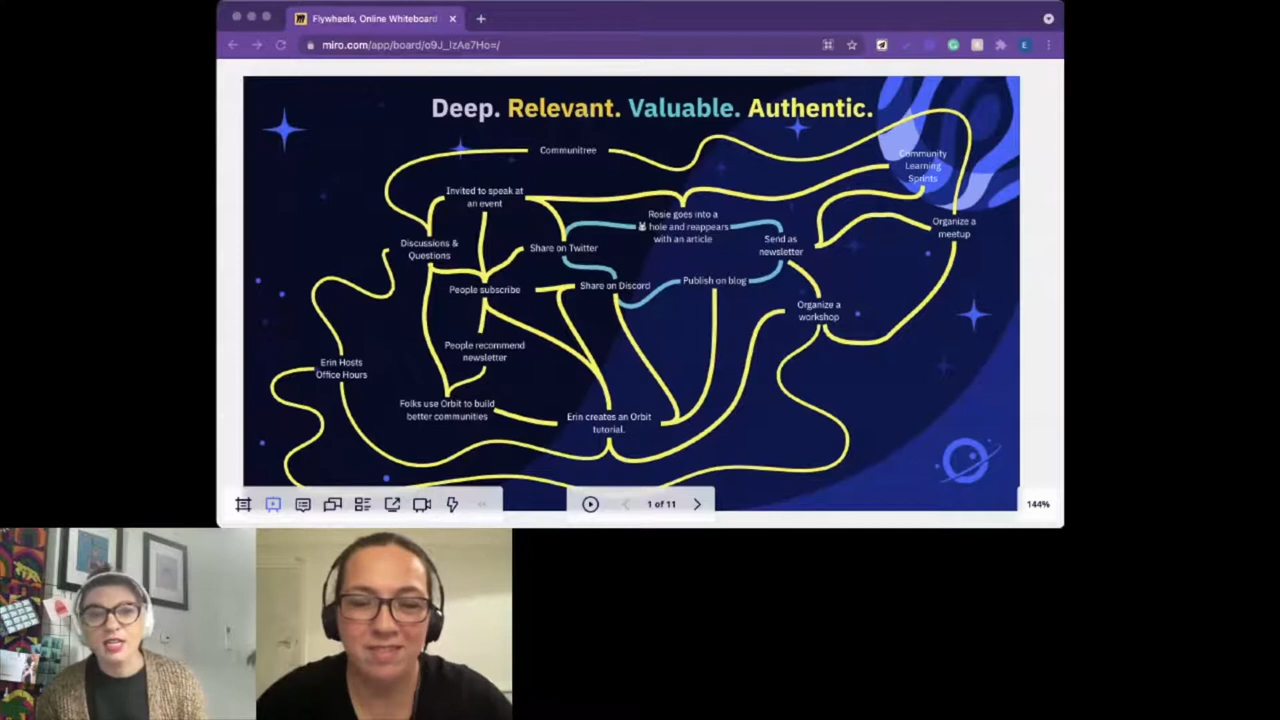 Flywheels, Online Whiteboard
miro.com/app/board/o9J_lzAe7Ho=/
E
Deep. Relevant. Valuable. Authentic.
Communitree
Community
Learning
Sprints
Invited to speak at
an event
Rosie goes into a
hole and reappears
with an article
Organize a
meetup
Discussions &
Questions
Share on Twitter
Send as
newsletter
People subscribe
Share on Discord
Publish on blog
Organize a
workshop
People recommend
newsletter
Erin Hosts
Office Hours
Folks use Orbit to build
better communities
Erin creates an Orbit
tutorial.
1 of 11
144%